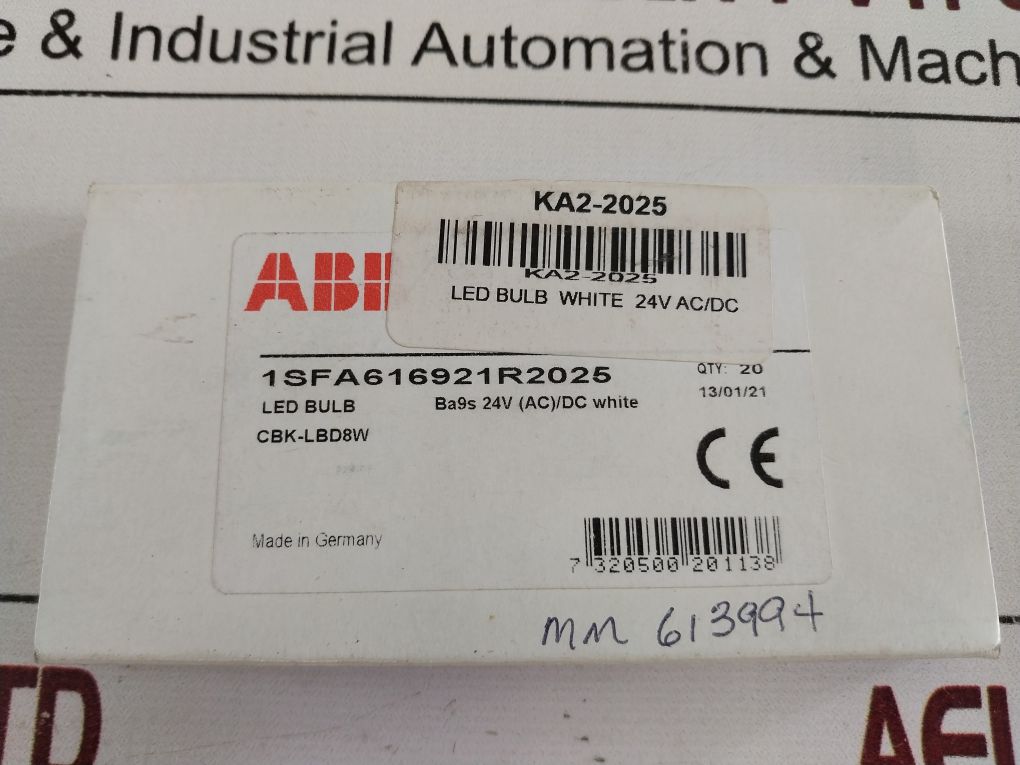 & Industrial Automation & Mach
KA2-2025
KA2-2025
LED BULB WHITE 24V AC/DC
ABB
1SFA616921R2025
QTY: 20
LED BULB Ba9s 24V (AC)/DC white
13/01/21
CBK-LBD8W
CE
Made in Germany
7 320500 201138
MM 613994
TD
AEL